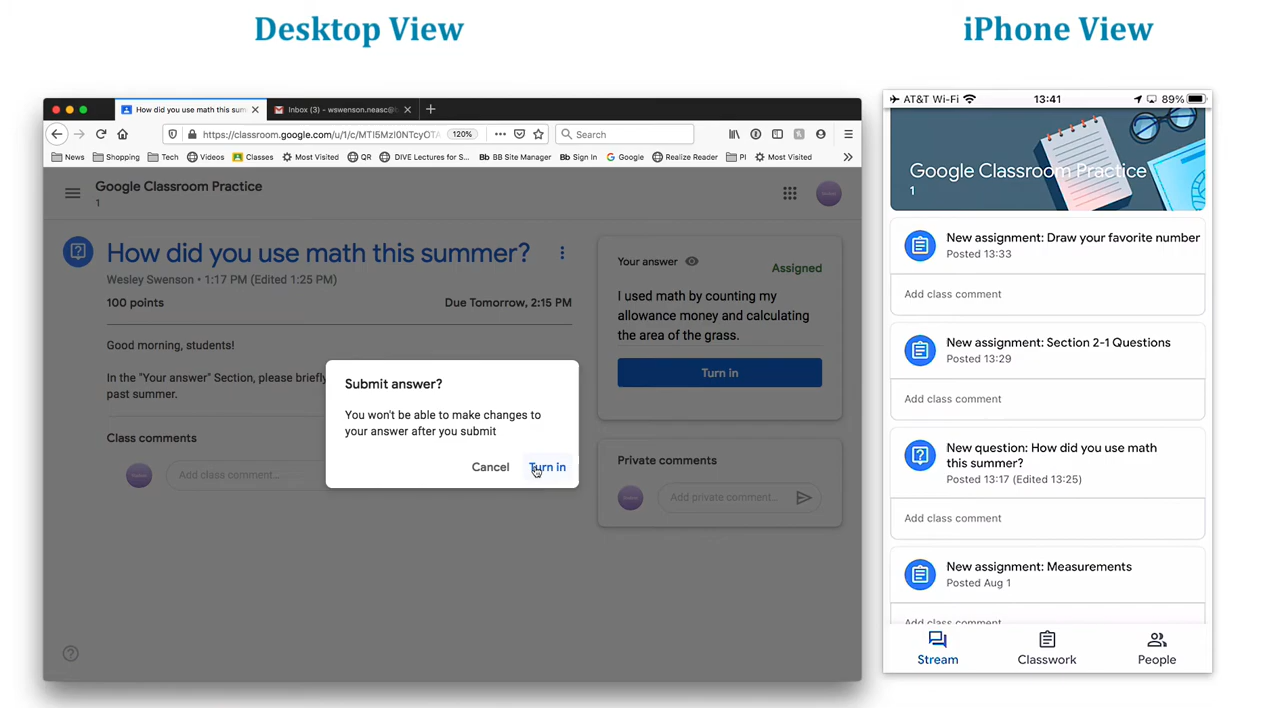 Desktop View
iPhone View
How did you use math this sum
Inbox (3) - wswenson.neasc@
https://classroom.google.com/u/1/c/MTI5MzI0NTcyOTA
120%
Search
News Shopping Tech Videos Classes Most Visited QR DIVE Lectures for S... Bb BB Site Manager Bb Sign In Google Realize Reader PI Most Visited
Google Classroom Practice
1
How did you use math this summer?
Wesley Swenson • 1:17 PM (Edited 1:25 PM)
100 points
Due Tomorrow, 2:15 PM
Good morning, students!
In the "Your answer" Section, please briefly
past summer.
Class comments
Add class comment...
Your answer
Assigned
I used math by counting my
allowance money and calculating
the area of the grass.
Turn in
Private comments
Add private comment...
Submit answer?
You won't be able to make changes to
your answer after you submit
Cancel
Turn in
AT&T Wi-Fi
13:41
89%
Google Classroom Practice
1
New assignment: Draw your favorite number
Posted 13:33
Add class comment
New assignment: Section 2-1 Questions
Posted 13:29
Add class comment
New question: How did you use math
this summer?
Posted 13:17 (Edited 13:25)
Add class comment
New assignment: Measurements
Posted Aug 1
Add class comment
Stream
Classwork
People